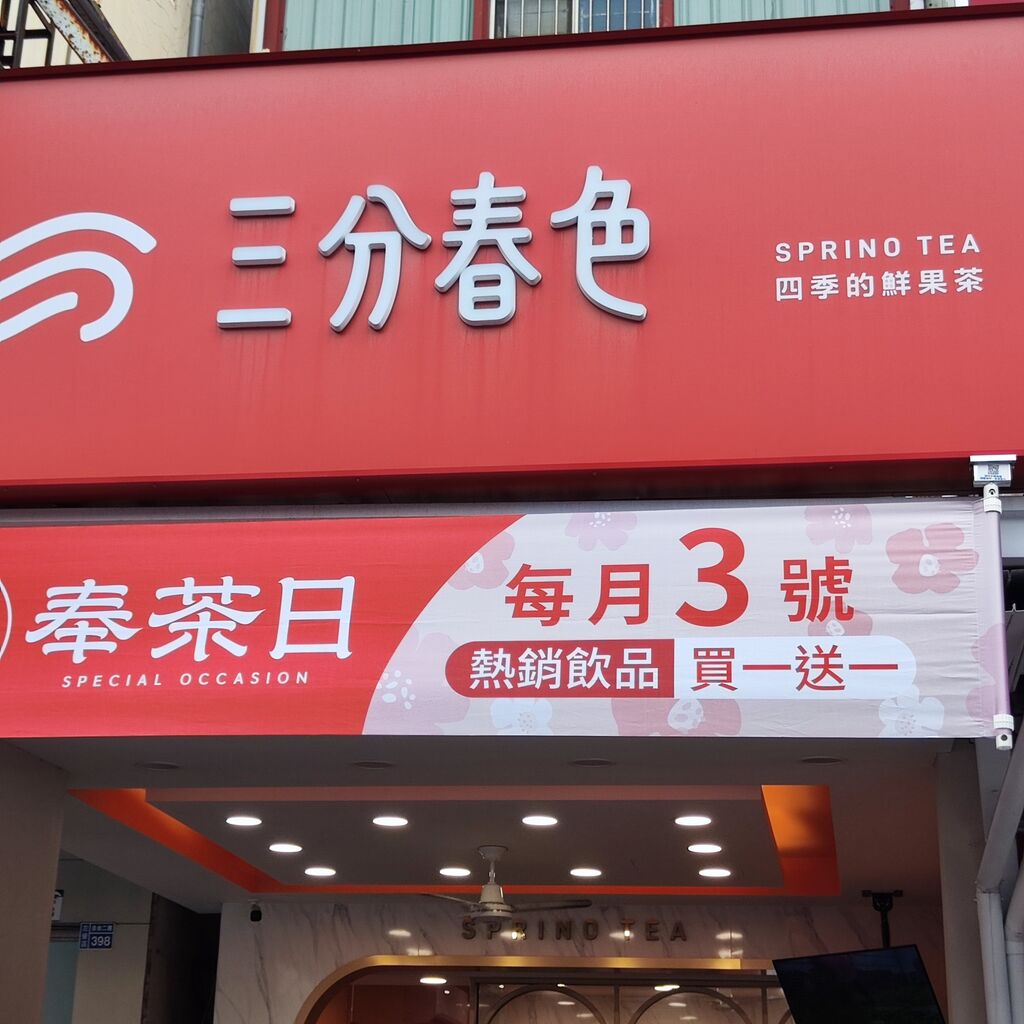 三分春色
SPRINO TEA
四季的鮮果茶
奉茶日
SPECIAL OCCASION
每月3號
熱銷飲品 買一送一
SPRINO TEA
398